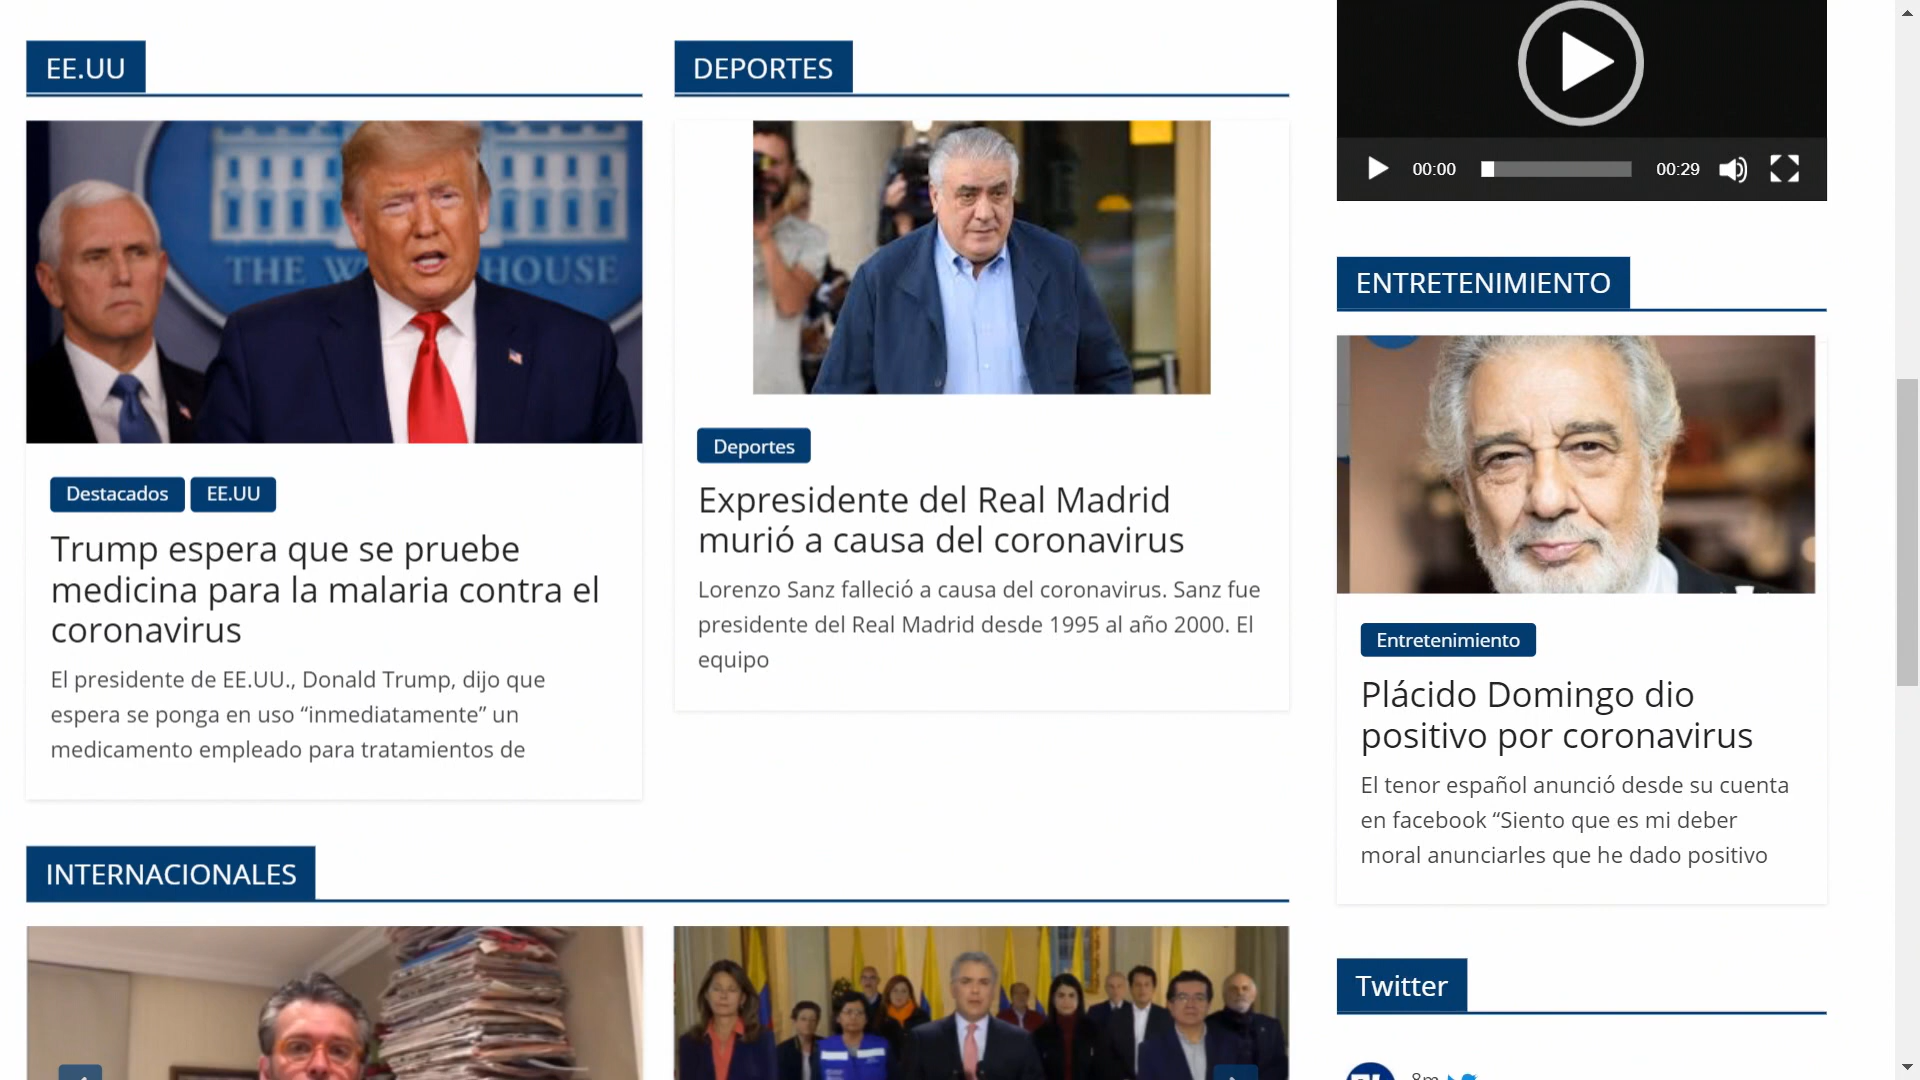 EE.UU
THE W HOUSE
Destacados
EE.UU
Trump espera que se pruebe
medicina para la malaria contra el
coronavirus
El presidente de EE.UU., Donald Trump, dijo que
espera se ponga en uso “inmediatamente” un
medicamento empleado para tratamientos de
DEPORTES
Deportes
Expresidente del Real Madrid
murió a causa del coronavirus
Lorenzo Sanz falleció a causa del coronavirus. Sanz fue
presidente del Real Madrid desde 1995 al año 2000. El
equipo
INTERNACIONALES
00:00
00:29
ENTRETENIMIENTO
Entretenimiento
Plácido Domingo dio
positivo por coronavirus
El tenor español anunció desde su cuenta
en facebook “Siento que es mi deber
moral anunciarles que he dado positivo
Twitter
8m